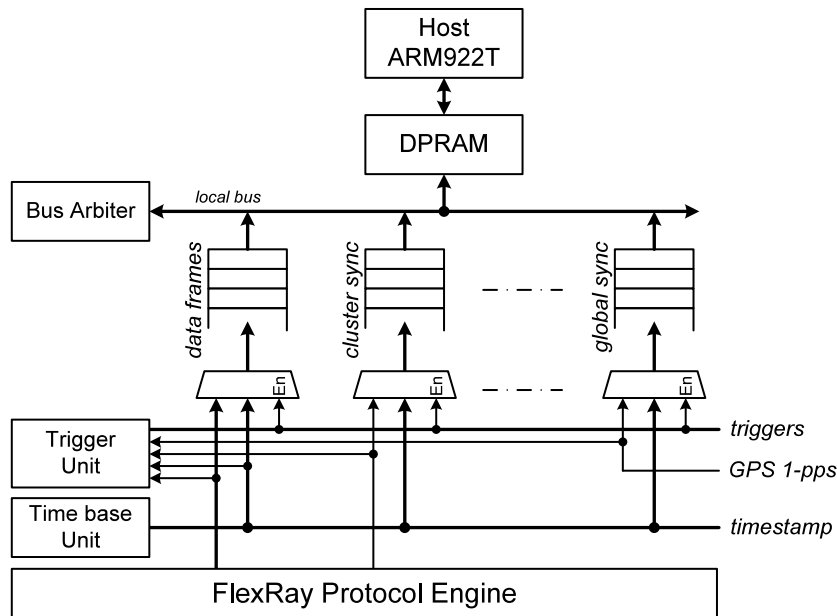 Host
ARM922T
DPRAM
Bus Arbiter
local bus
data frames
cluster sync
global sync
En
En
En
Trigger
Unit
triggers
GPS 1-pps
Time base
Unit
timestamp
FlexRay Protocol Engine